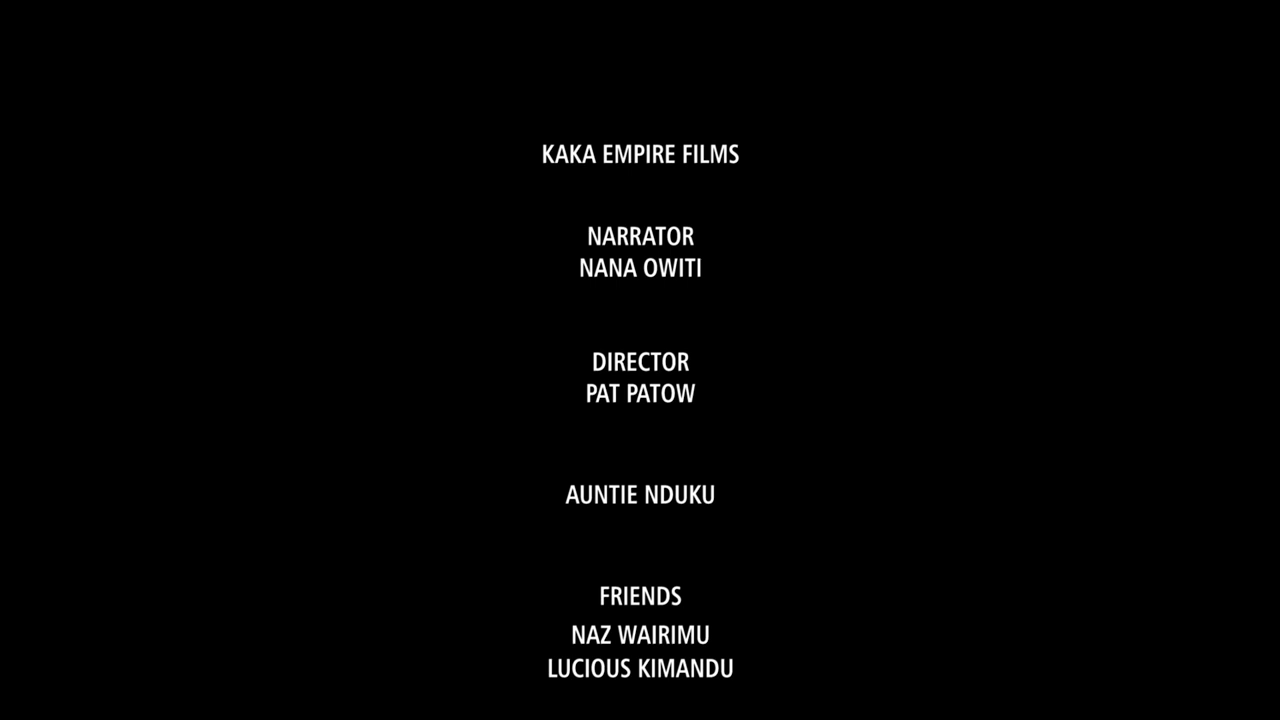 KAKA EMPIRE FILMS
NARRATOR
NANA OWITI
DIRECTOR
PAT PATOW
AUNTIE NDUKU
FRIENDS
NAZ WAIRIMU
LUCIOUS KIMANDU